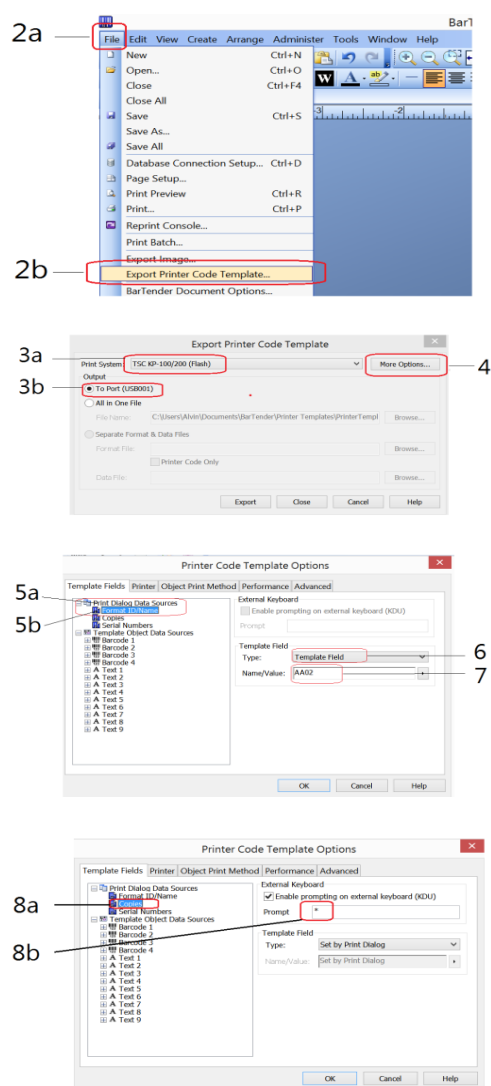 BarT
2a
File Edit View Create Arrange Administer Tools Window Help
New Ctrl+N
Open... Ctrl+O
Close Ctrl+F4
Close All
Save Ctrl+S
Save As...
Save All
Database Connection Setup... Ctrl+D
Page Setup...
Print Preview Ctrl+R
Print... Ctrl+P
Reprint Console...
Print Batch...
Export Image...
2b
Export Printer Code Template...
BarTender Document Options...
W A ab
3 2
Export Printer Code Template
3a
Print System: TSC KP-100/200 (Flash) More Options... 4
Output
3b
To Port (USB001)
All in One File
File Name: C:\Users\Alvin\Documents\BarTender\Printer Templates\PrinterTempl Browse...
Separate Format & Data Files
Format File: Browse...
Printer Code Only
Data File: Browse...
Export Close Cancel Help
Printer Code Template Options
Template Fields Printer Object Print Method Performance Advanced
5a
Print Dialog Data Sources
5b
Format ID/Name
Copies
Serial Numbers
Template Object Data Sources
Barcode 1
Barcode 2
Barcode 3
Barcode 4
A Text 1
A Text 2
A Text 3
A Text 4
A Text 5
A Text 6
A Text 7
A Text 8
A Text 9
External Keyboard
Enable prompting on external keyboard (KDU)
Prompt
Template Field
Type: Template Field 6
Name/Value: AA02 7
OK Cancel Help
Printer Code Template Options
Template Fields Printer Object Print Method Performance Advanced
Print Dialog Data Sources
Format ID/Name
8a
Copies
Serial Numbers
Template Object Data Sources
Barcode 1
Barcode 2
8b
Barcode 3
Barcode 4
A Text 1
A Text 2
A Text 3
A Text 4
A Text 5
A Text 6
A Text 7
A Text 8
A Text 9
External Keyboard
Enable prompting on external keyboard (KDU)
Prompt *
Template Field
Type: Set by Print Dialog
Name/Value: Set by Print Dialog
OK Cancel Help